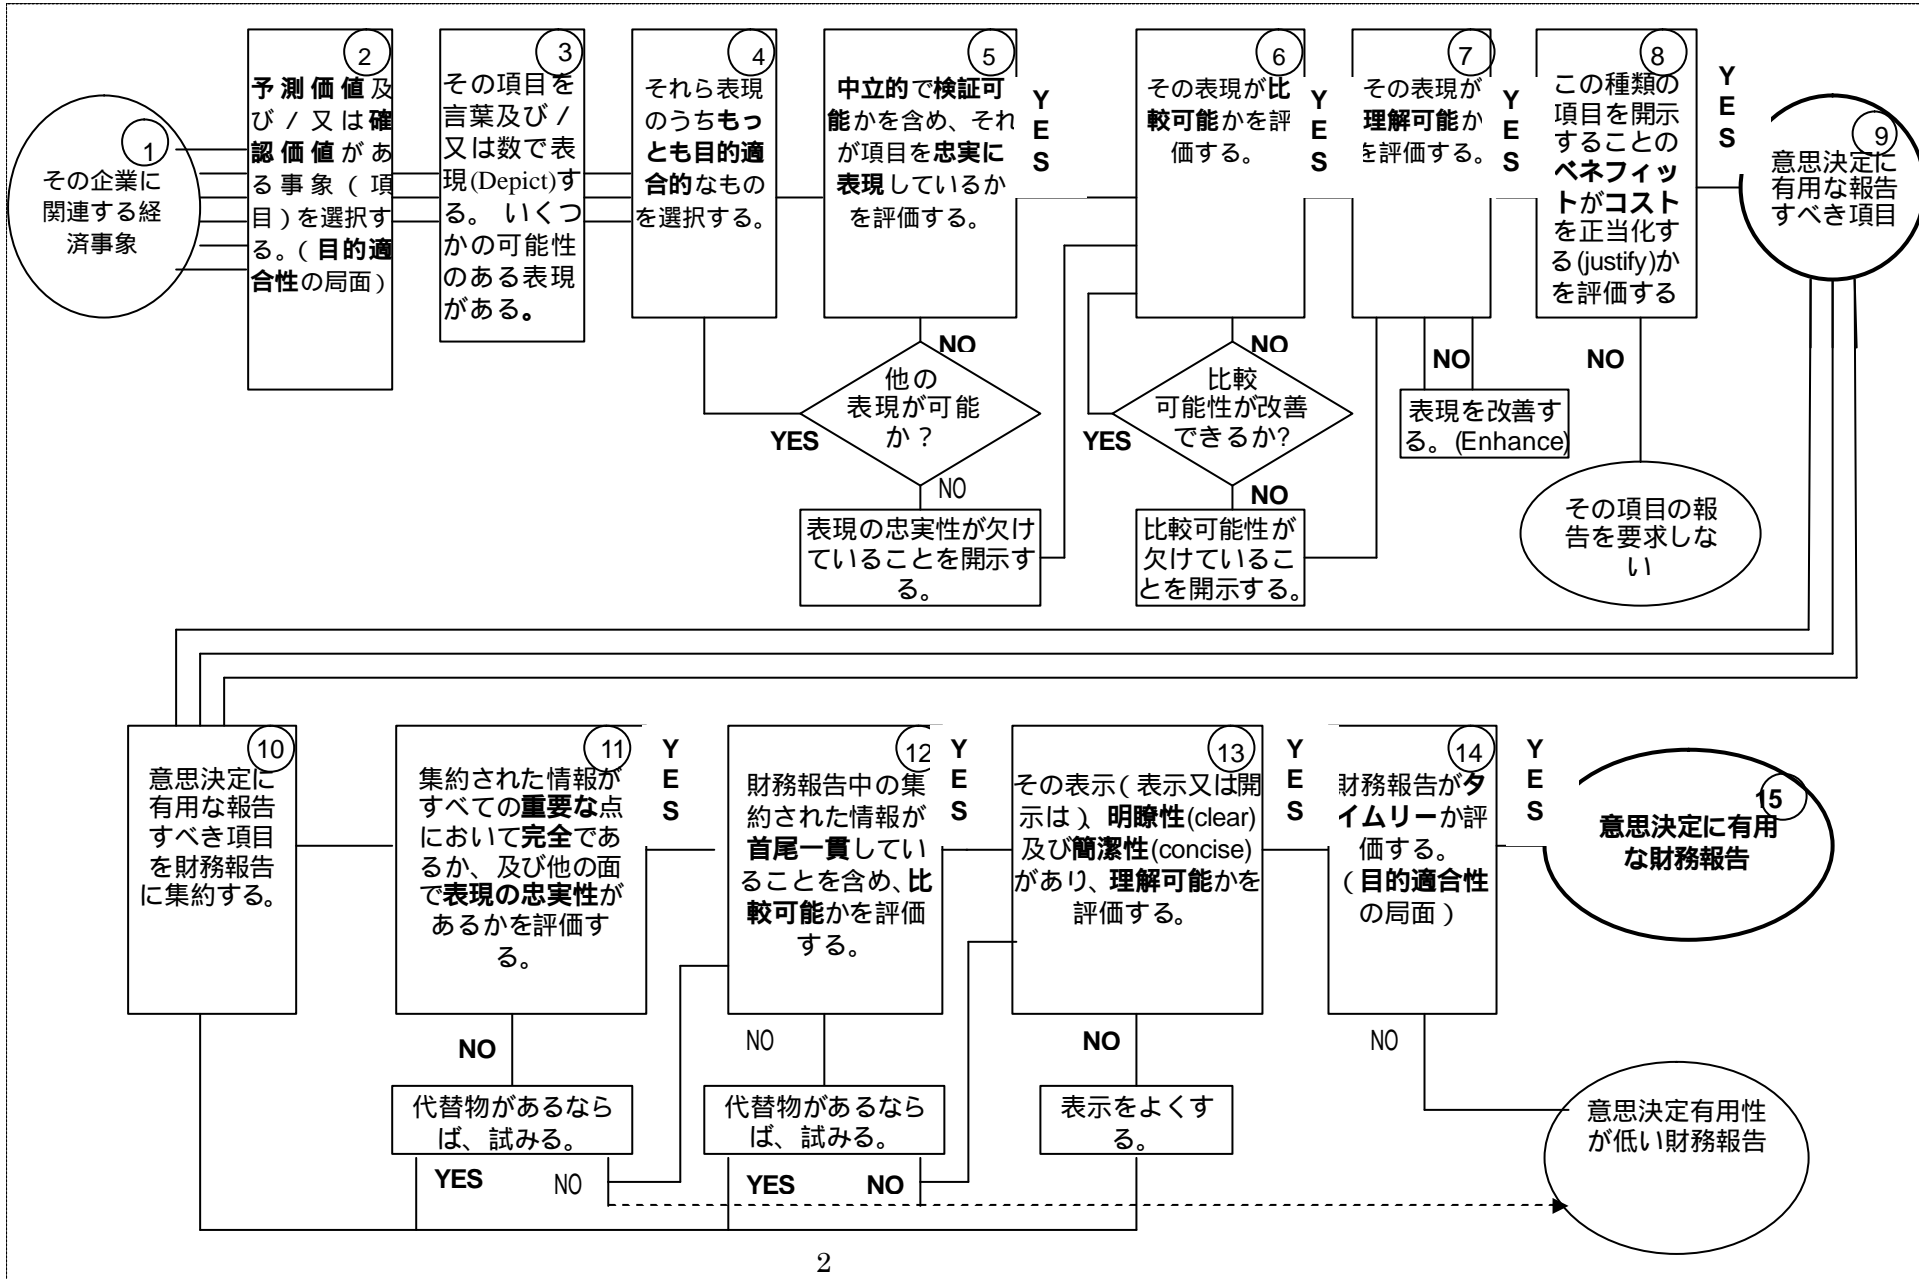 1
その企業に
関連する経
済事象
2
予測価値及
び / 又は確
認価値があ
る事象 ( 項
目 ) を選択す
る。( 目的適
合性の局面 )
3
その項目を
言葉及び /
又は数で表
現(Depict)す
る。 いくつ
かの可能性
のある表現
がある。
4
それら表現
のうちもっ
とも目的適
合的なもの
を選択する。
5
中立的で検証可
能かを含め、それ
が項目を忠実に
表現しているか
を評価する。
Y
E
S
NO
他の
表現が可能
か？
YES
NO
表現の忠実性が欠け
ていることを開示す
る。
6
その表現が比
較可能かを評
価する。
Y
E
S
NO
比較
可能性が改善
できるか?
YES
NO
比較可能性が
欠けているこ
とを開示する。
7
その表現が
理解可能か
を評価する。
Y
E
S
NO
表現を改善す
る。(Enhance)
8
この種類の
項目を開示
することの
ベネフィッ
トがコスト
を正当化す
る(justify)か
を評価する
Y
E
S
NO
その項目の報
告を要求しな
い
9
意思決定に
有用な報告
すべき項目
10
意思決定に
有用な報告
すべき項目
を財務報告
に集約する。
11
集約された情報が
すべての重要な点
において完全であ
るか、及び他の面
で表現の忠実性が
あるかを評価す
る。
Y
E
S
NO
代替物があるなら
ば、試みる。
YES
NO
12
財務報告中の集
約された情報が
首尾一貫してい
ることを含め、比
較可能かを評価
する。
Y
E
S
NO
代替物があるなら
ば、試みる。
YES
NO
13
その表示 ( 表示又は開
示は )、明瞭性(clear)
及び簡潔性(concise)
があり、理解可能かを
評価する。
Y
E
S
NO
表示をよくす
る。
14
財務報告がタ
イムリーか評
価する。
( 目的適合性
の局面 )
Y
E
S
NO
15
意思決定に有用
な財務報告
意思決定有用性
が低い財務報告
2